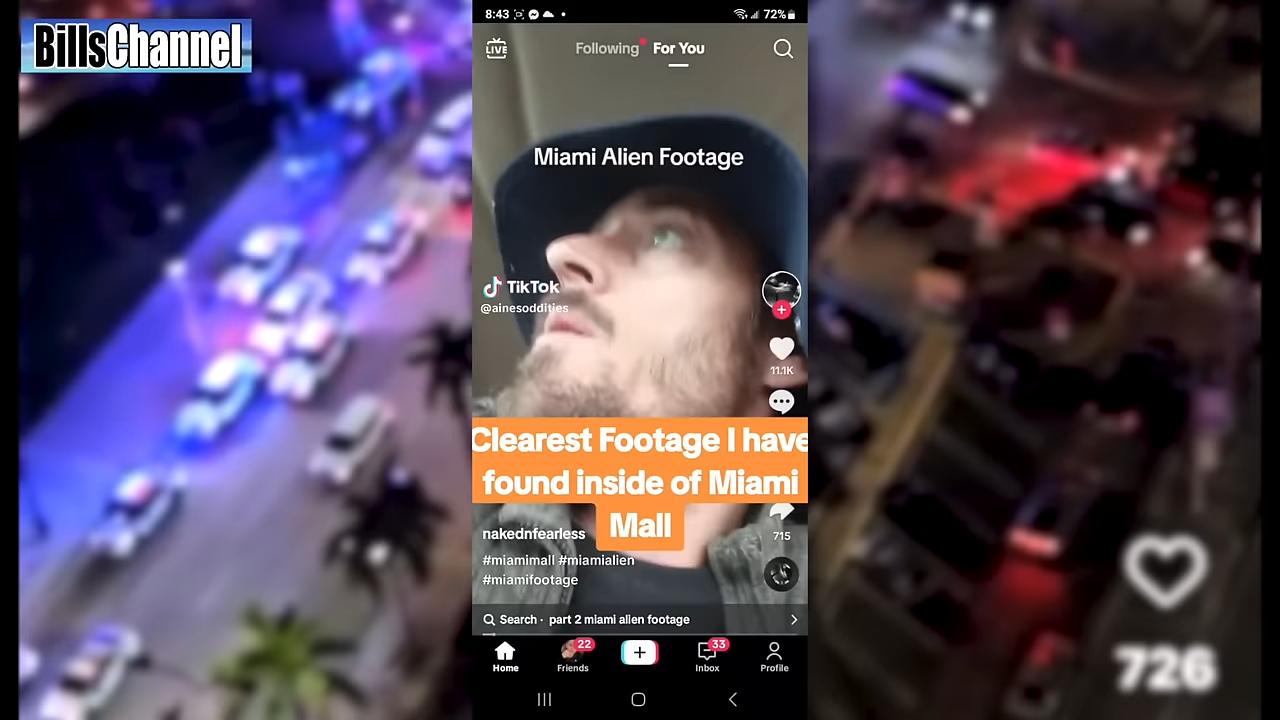 BillsChannel
8:43
72%
LIVE
Following
For You
Miami Alien Footage
TikTok
@ainesoddities
11.1K
Clearest Footage I have
found inside of Miami
Mall
715
nakednfearless
#miamimall #miamialien
#miamifootage
Search · part 2 miami alien footage
22
33
Home
Friends
Inbox
Profile
726